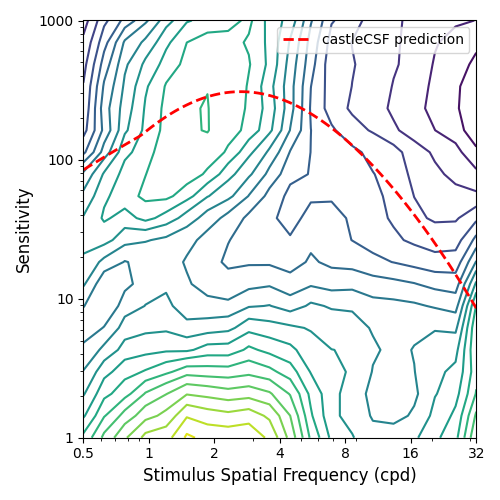 castleCSF prediction
Sensitivity
1000
100
10
1
0.5 1 2 4 8 16 32
Stimulus Spatial Frequency (cpd)